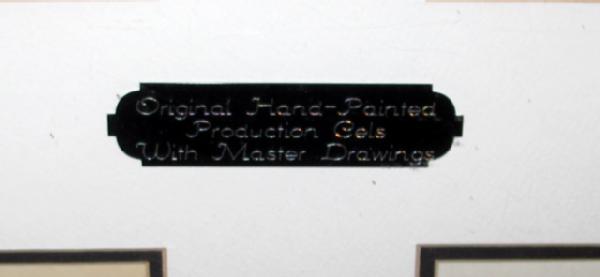 Original Hand-Painted
Production Cels
With Master Drawings